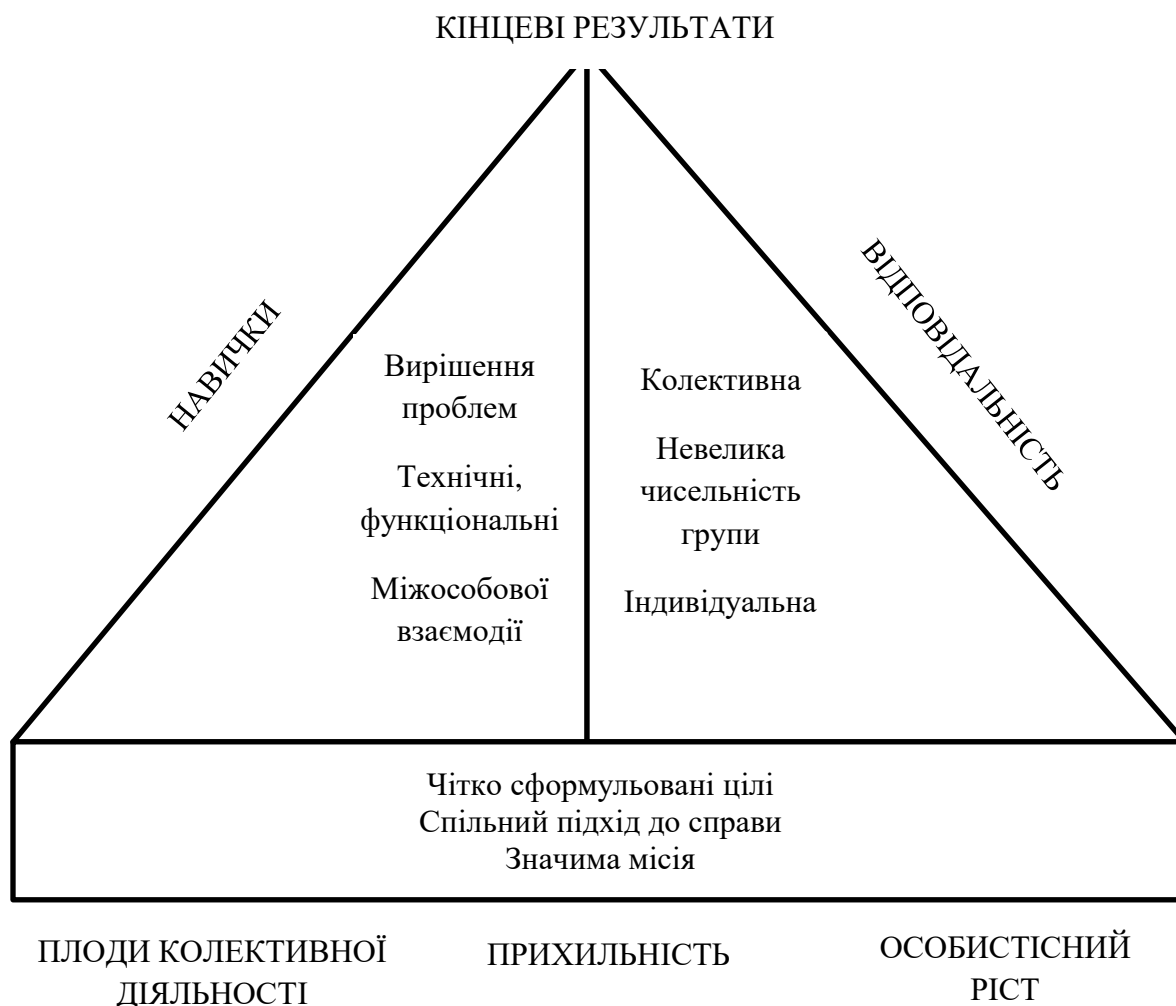 КІНЦЕВІ РЕЗУЛЬТАТИ
НАВИЧКИ
ВІДПОВІДАЛЬНІСТЬ
Вирішення
проблем
Технічні,
функціональні
Міжособової
взаємодії
Колективна
Невелика
чисельність
групи
Індивідуальна
Чітко сформульовані цілі
Спільний підхід до справи
Значима місія
ПЛОДИ КОЛЕКТИВНОЇ
ДІЯЛЬНОСТІ
ПРИХИЛЬНІСТЬ
ОСОБИСТІСНИЙ
РІСТ